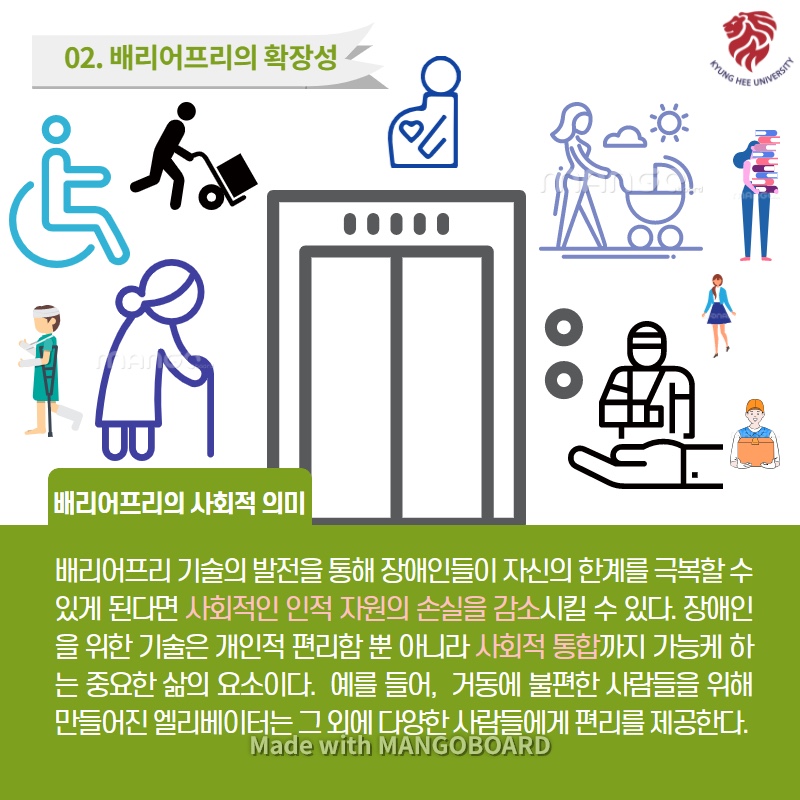 02. 배리어프리의 확장성
KYUNG HEE UNIVERSITY
배리어프리의 사회적 의미
배리어프리 기술의 발전을 통해 장애인들이 자신의 한계를 극복할 수
있게 된다면 사회적인 인적 자원의 손실을 감소시킬 수 있다. 장애인
을 위한 기술은 개인적 편리함 뿐 아니라 사회적 통합까지 가능케 하
는 중요한 삶의 요소이다. 예를 들어, 거동에 불편한 사람들을 위해
만들어진 엘리베이터는 그 외에 다양한 사람들에게 편리를 제공한다.
Made with MANGOBOARD